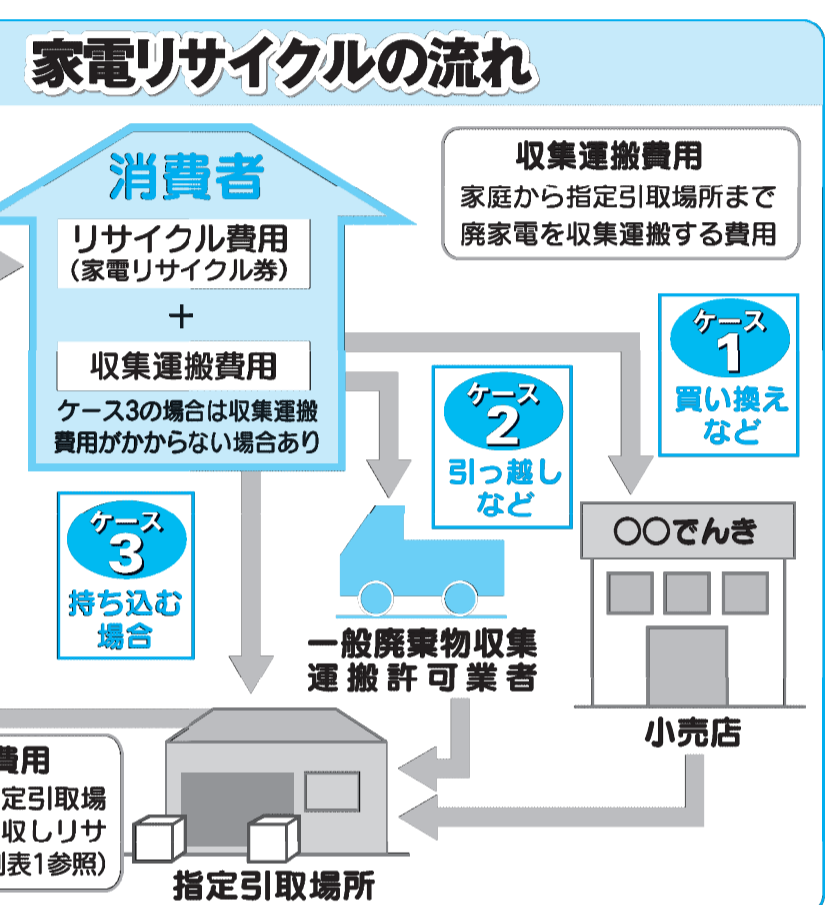 家電リサイクルの流れ
消費者
リサイクル費用
（家電リサイクル券）
＋
収集運搬費用
ケース3の場合は収集運搬
費用がかからない場合あり
収集運搬費用
家庭から指定引取場所まで
廃家電を収集運搬する費用
ケース
1
買い換え
など
ケース
2
引っ越し
など
ケース
3
持ち込む
場合
〇〇でんき
一般廃棄物収集
運搬許可業者
小売店
費用
定引取場
収しリサ
表1参照）
指定引取場所